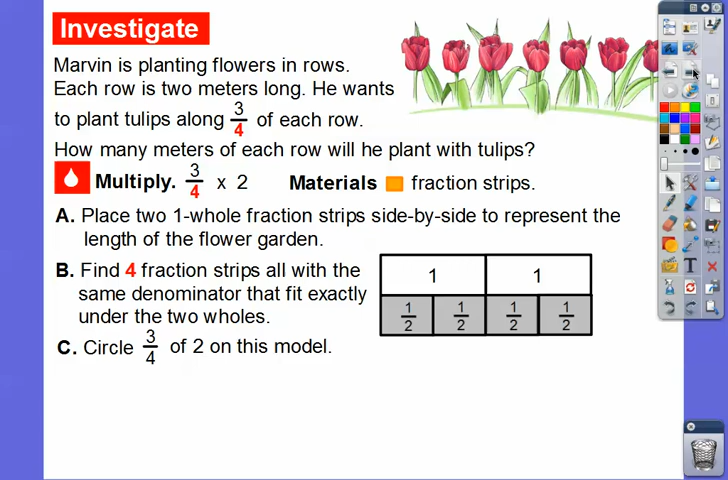 Investigate
Marvin is planting flowers in rows.
Each row is two meters long. He wants
to plant tulips along 3/4 of each row.
How many meters of each row will he plant with tulips?
Multiply. 3/4 x 2 Materials fraction strips.
A. Place two 1-whole fraction strips side-by-side to represent the
length of the flower garden.
B. Find 4 fraction strips all with the
same denominator that fit exactly
under the two wholes.
C. Circle 3/4 of 2 on this model.
1 1
1/2 1/2 1/2 1/2
T